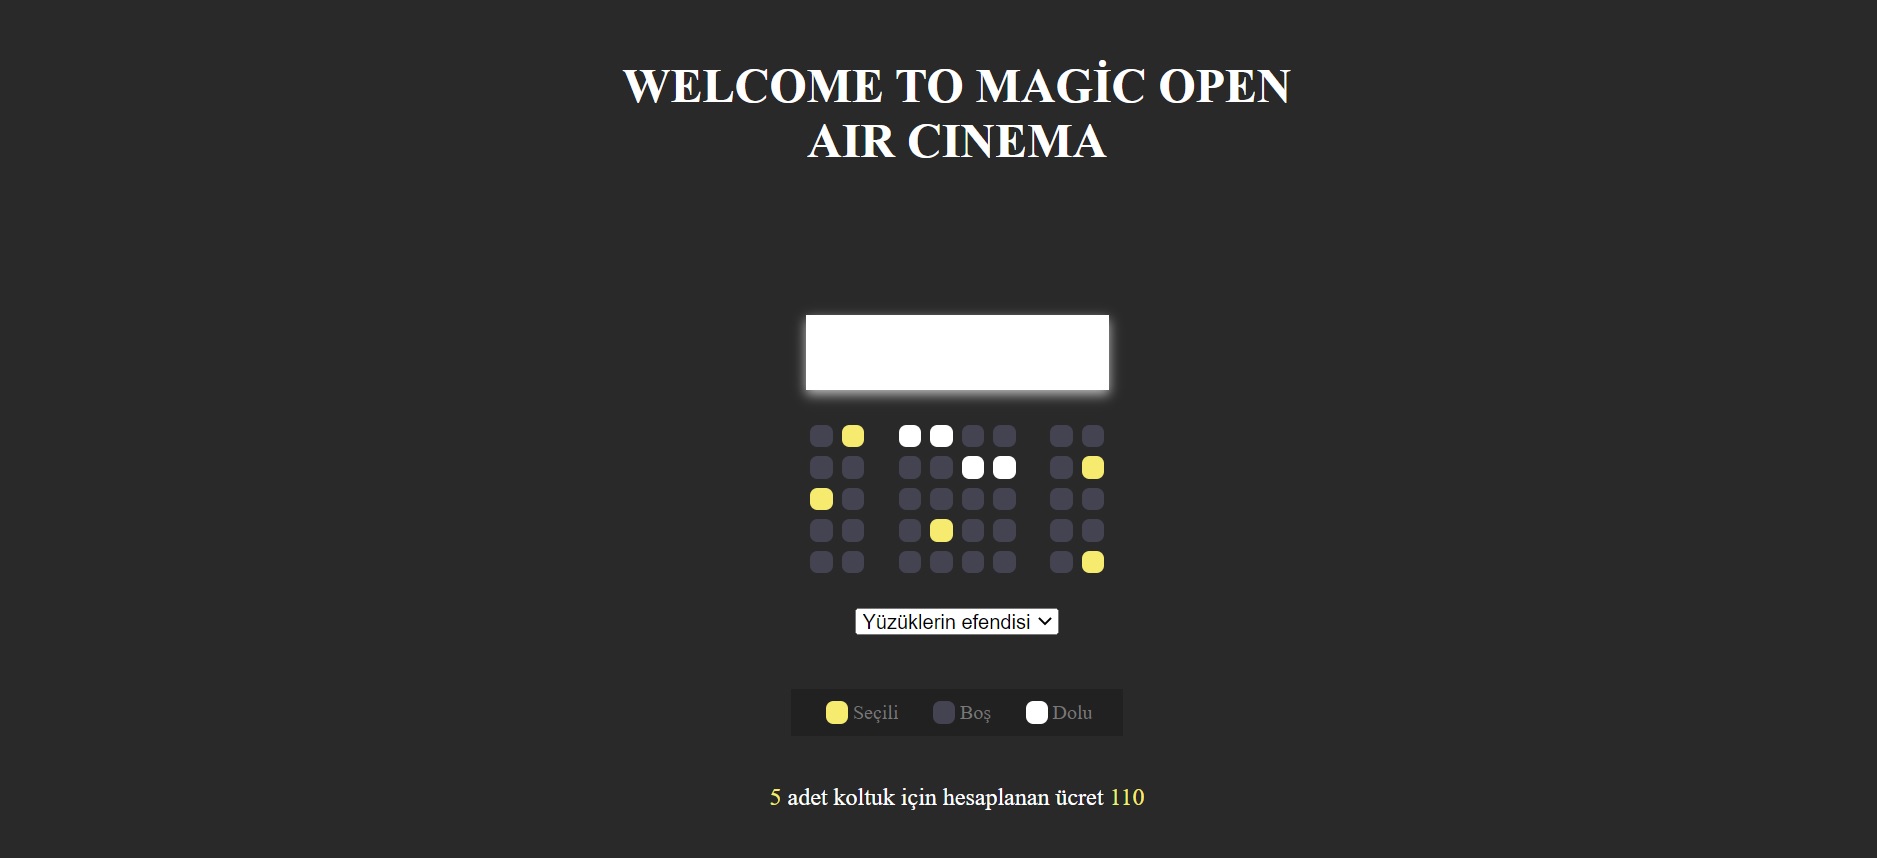 WELCOME TO MAGİC OPEN
AIR CINEMA
Yüzüklerin efendisi
Seçili Boş Dolu
5 adet koltuk için hesaplanan ücret 110